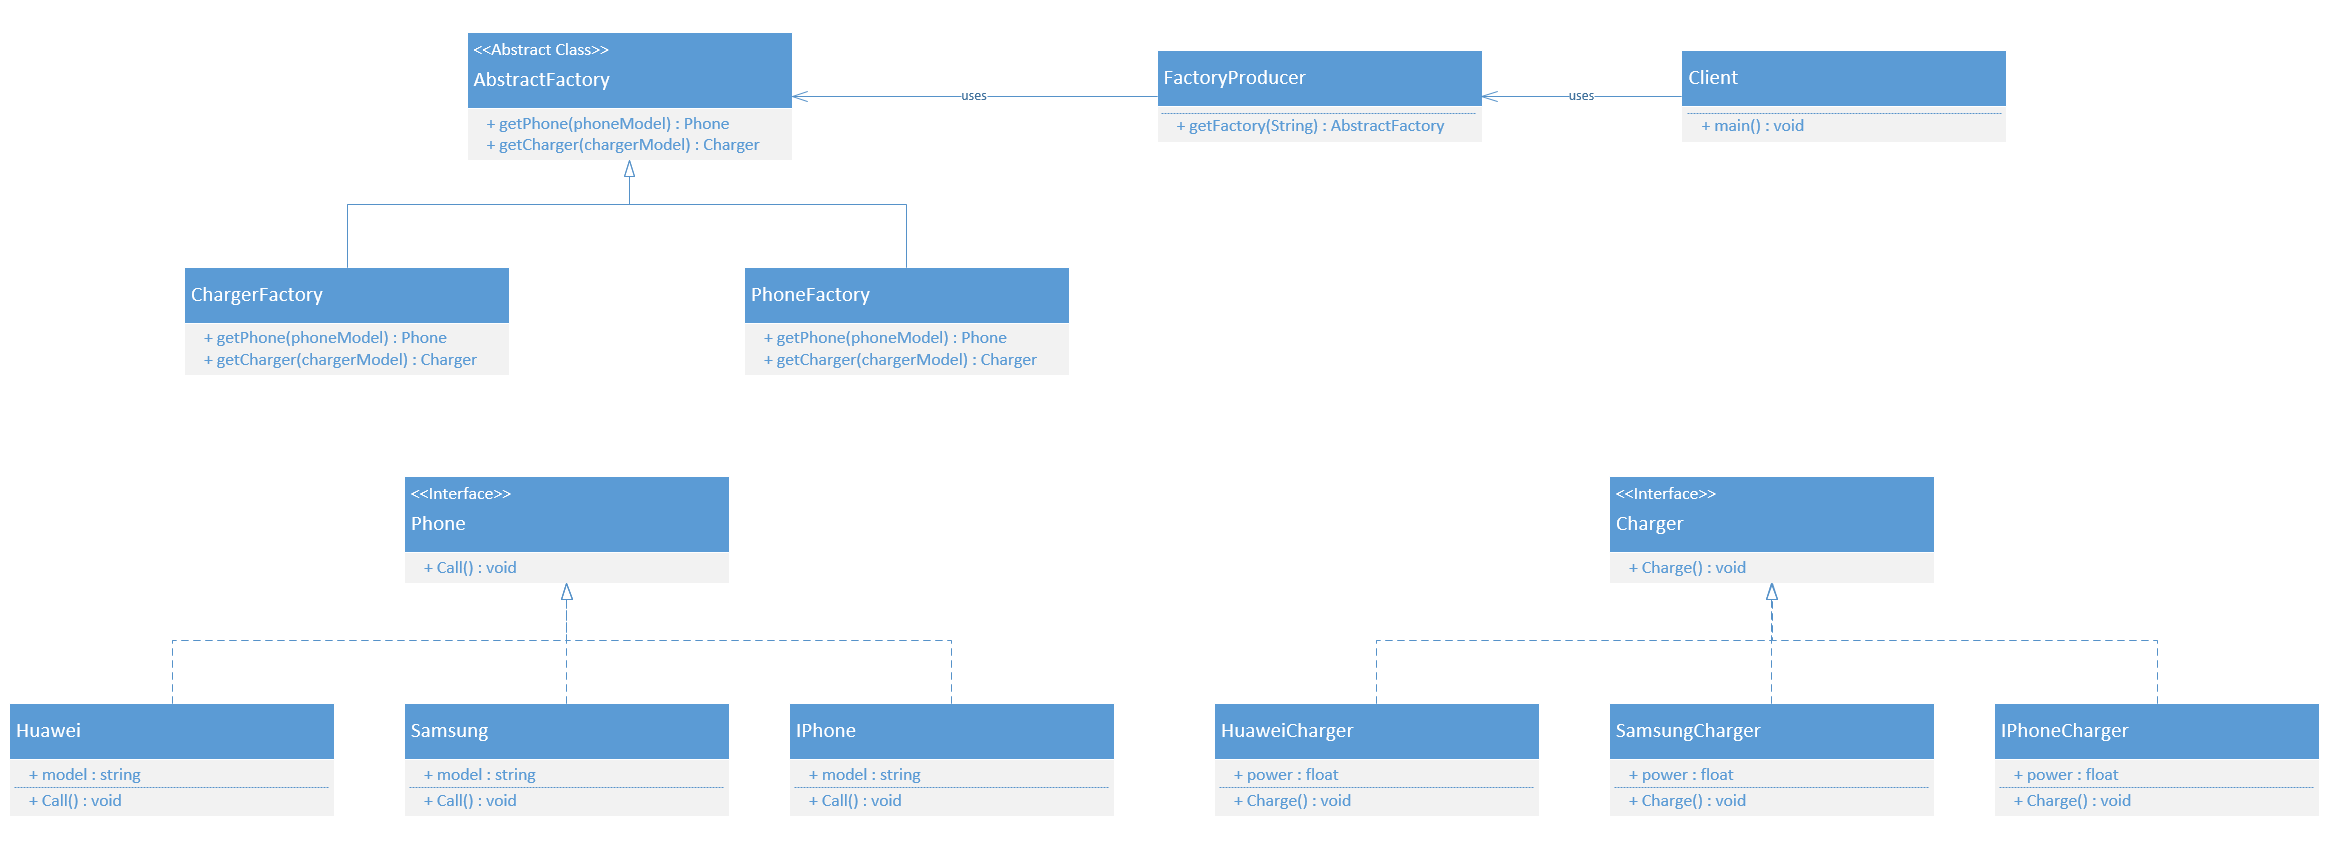 <<Abstract Class>>
AbstractFactory
+ getPhone(phoneModel) : Phone
+ getCharger(chargerModel) : Charger
uses
FactoryProducer
+ getFactory(String) : AbstractFactory
uses
Client
+ main() : void
ChargerFactory
+ getPhone(phoneModel) : Phone
+ getCharger(chargerModel) : Charger
PhoneFactory
+ getPhone(phoneModel) : Phone
+ getCharger(chargerModel) : Charger
<<Interface>>
Phone
+ Call() : void
<<Interface>>
Charger
+ Charge() : void
Huawei
+ model : string
+ Call() : void
Samsung
+ model : string
+ Call() : void
IPhone
+ model : string
+ Call() : void
HuaweiCharger
+ power : float
+ Charge() : void
SamsungCharger
+ power : float
+ Charge() : void
IPhoneCharger
+ power : float
+ Charge() : void